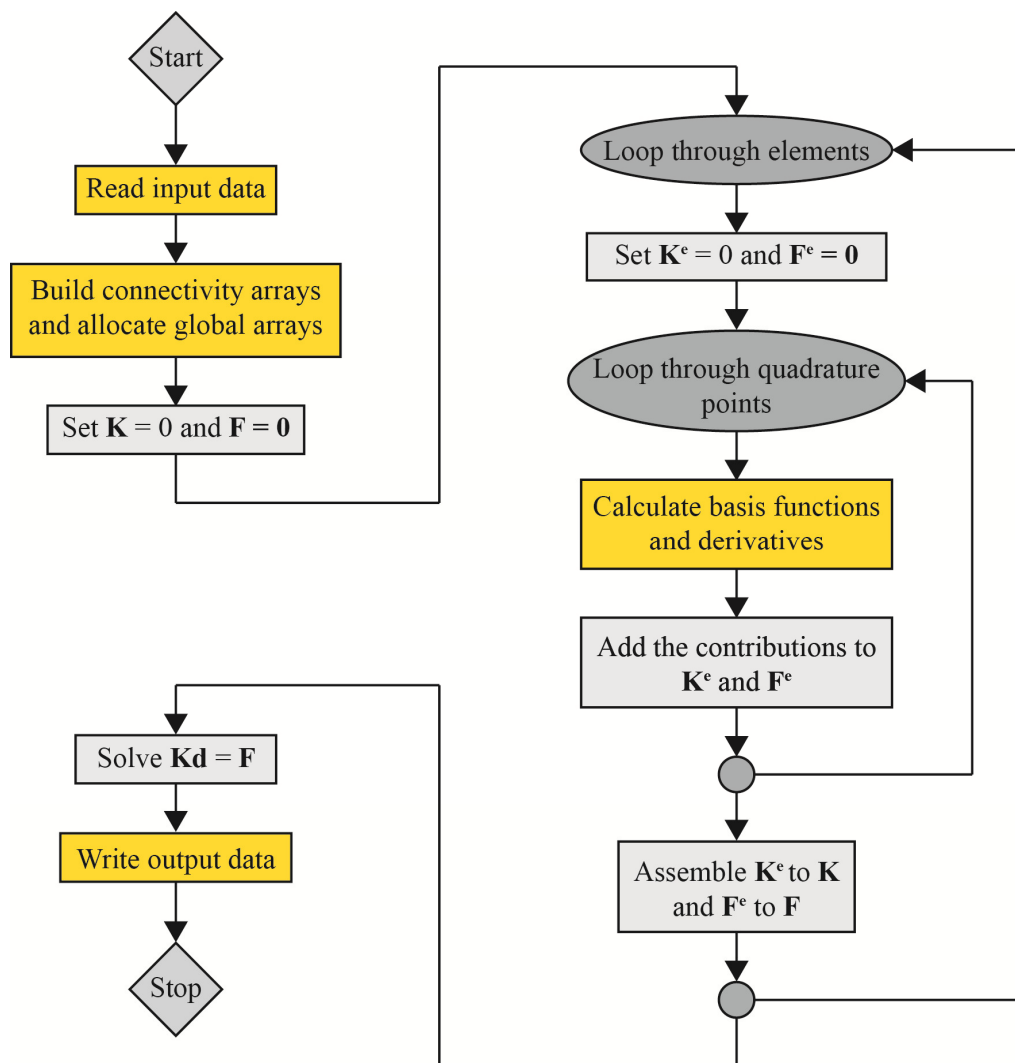 Start
Read input data
Build connectivity arrays
and allocate global arrays
Set K = 0 and F = 0
Loop through elements
Set Kᵉ = 0 and Fᵉ = 0
Loop through quadrature
points
Calculate basis functions
and derivatives
Add the contributions to
Kᵉ and Fᵉ
Assemble Kᵉ to K
and Fᵉ to F
Solve Kd = F
Write output data
Stop